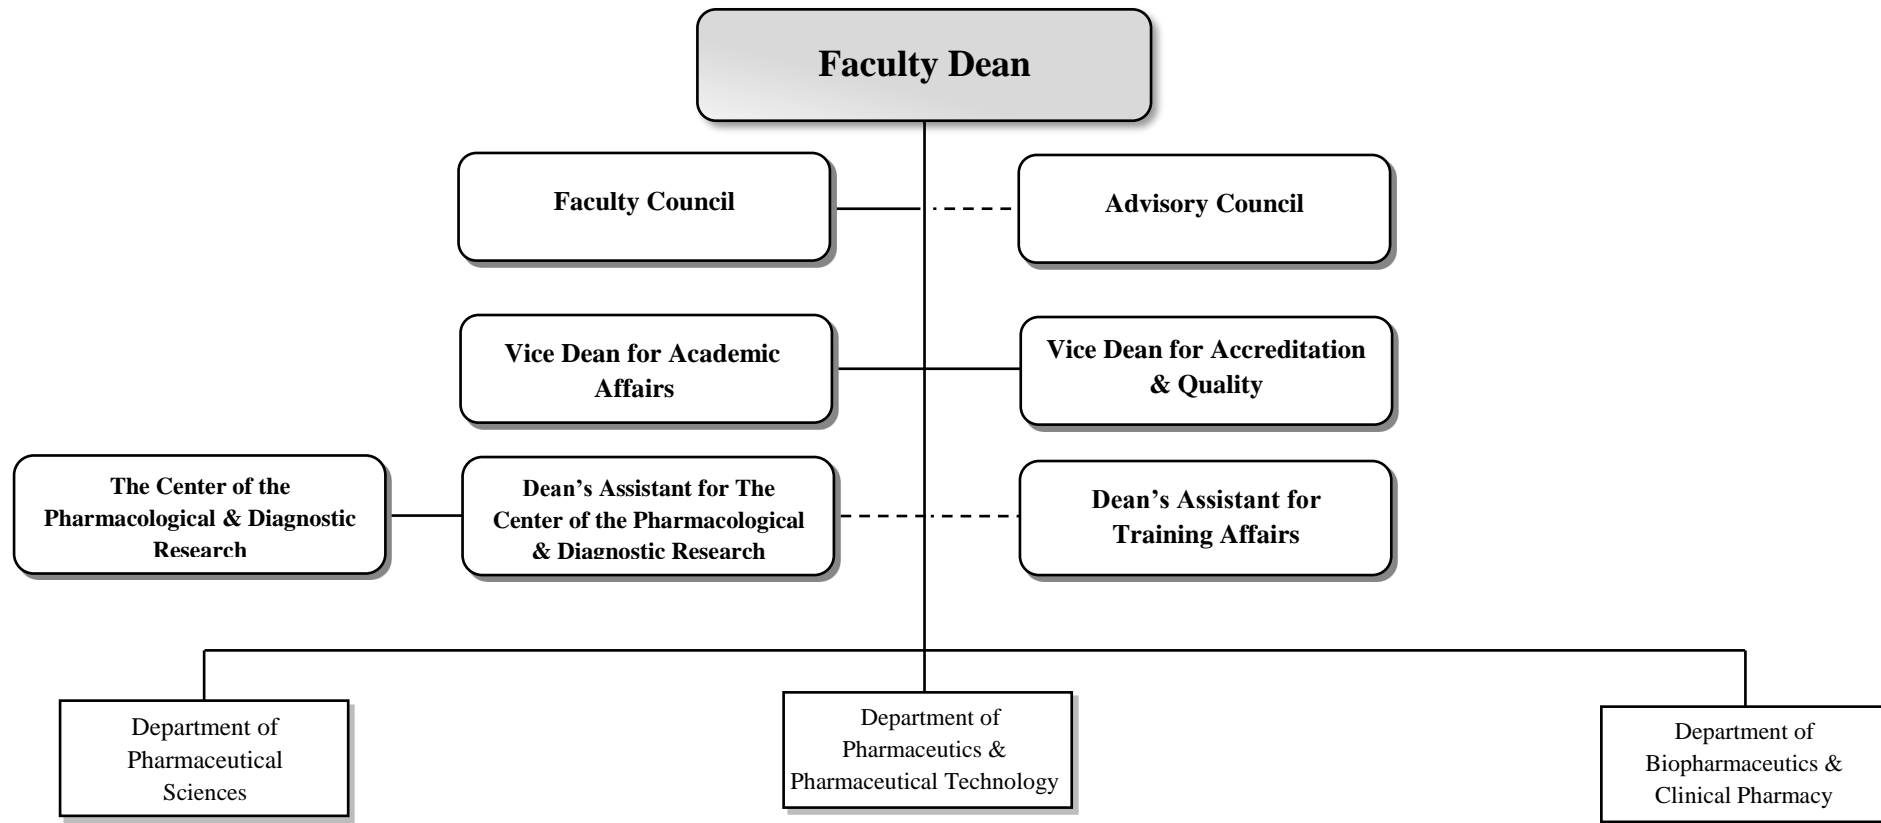 Faculty Dean
Faculty Council
Advisory Council
Vice Dean for Academic
Affairs
Vice Dean for Accreditation
& Quality
The Center of the
Pharmacological & Diagnostic
Research
Dean’s Assistant for The
Center of the Pharmacological
& Diagnostic Research
Dean’s Assistant for
Training Affairs
Department of
Pharmaceutical
Sciences
Department of
Pharmaceutics &
Pharmaceutical Technology
Department of
Biopharmaceutics &
Clinical Pharmacy